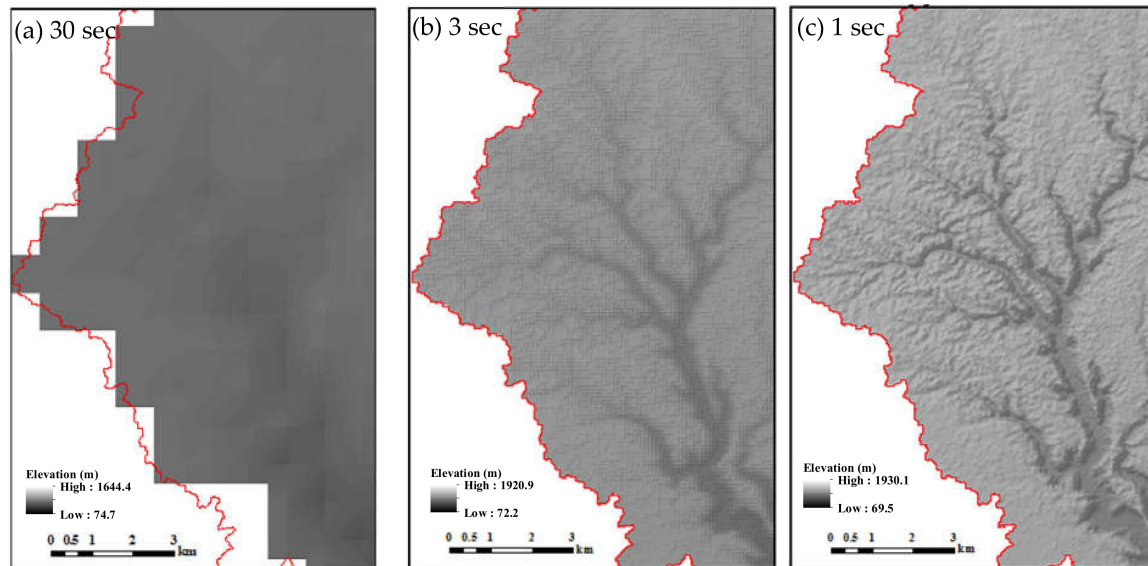 (a) 30 sec
Elevation (m)
High : 1644.4
Low : 74.7
0 0.5 1 2 3
km
(b) 3 sec
Elevation (m)
High : 1920.9
Low : 72.2
0 0.5 1 2 3
km
(c) 1 sec
Elevation (m)
High : 1930.1
Low : 69.5
0 0.5 1 2 3
km